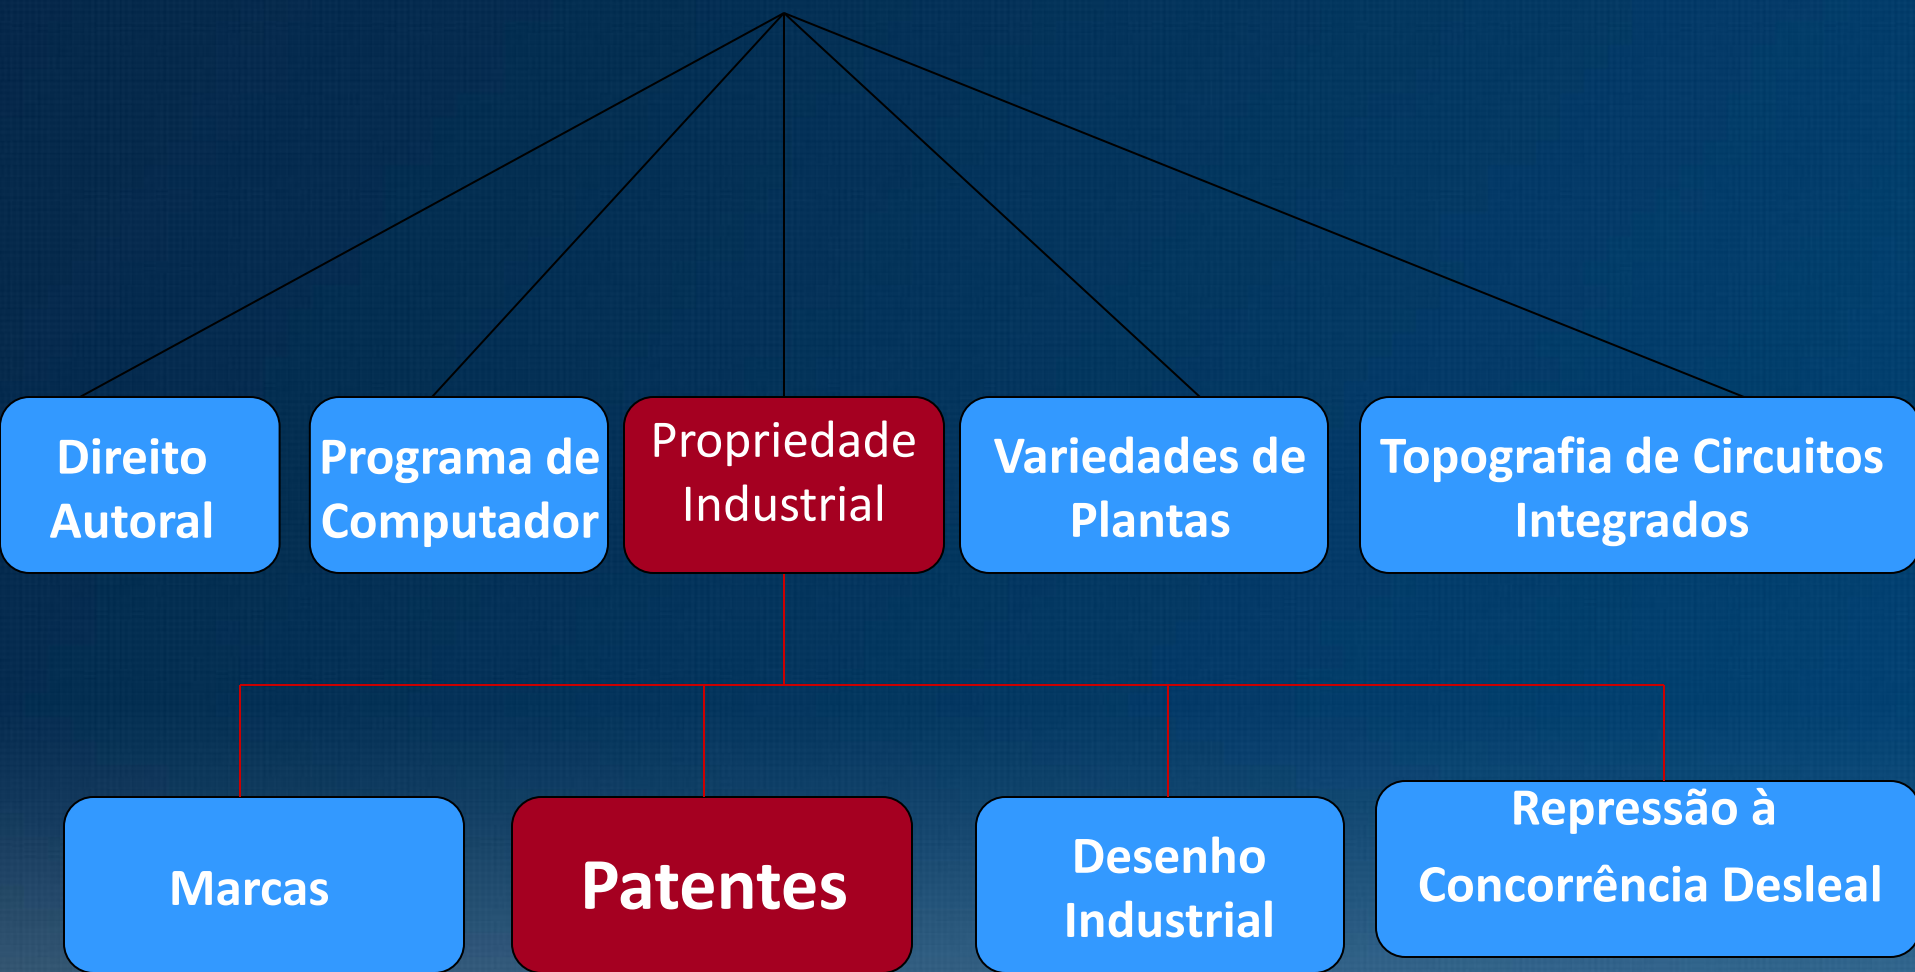 Direito
Autoral
Programa de
Computador
Propriedade
Industrial
Variedades de
Plantas
Topografia de Circuitos
Integrados
Marcas
Patentes
Desenho
Industrial
Repressão à
Concorrência Desleal